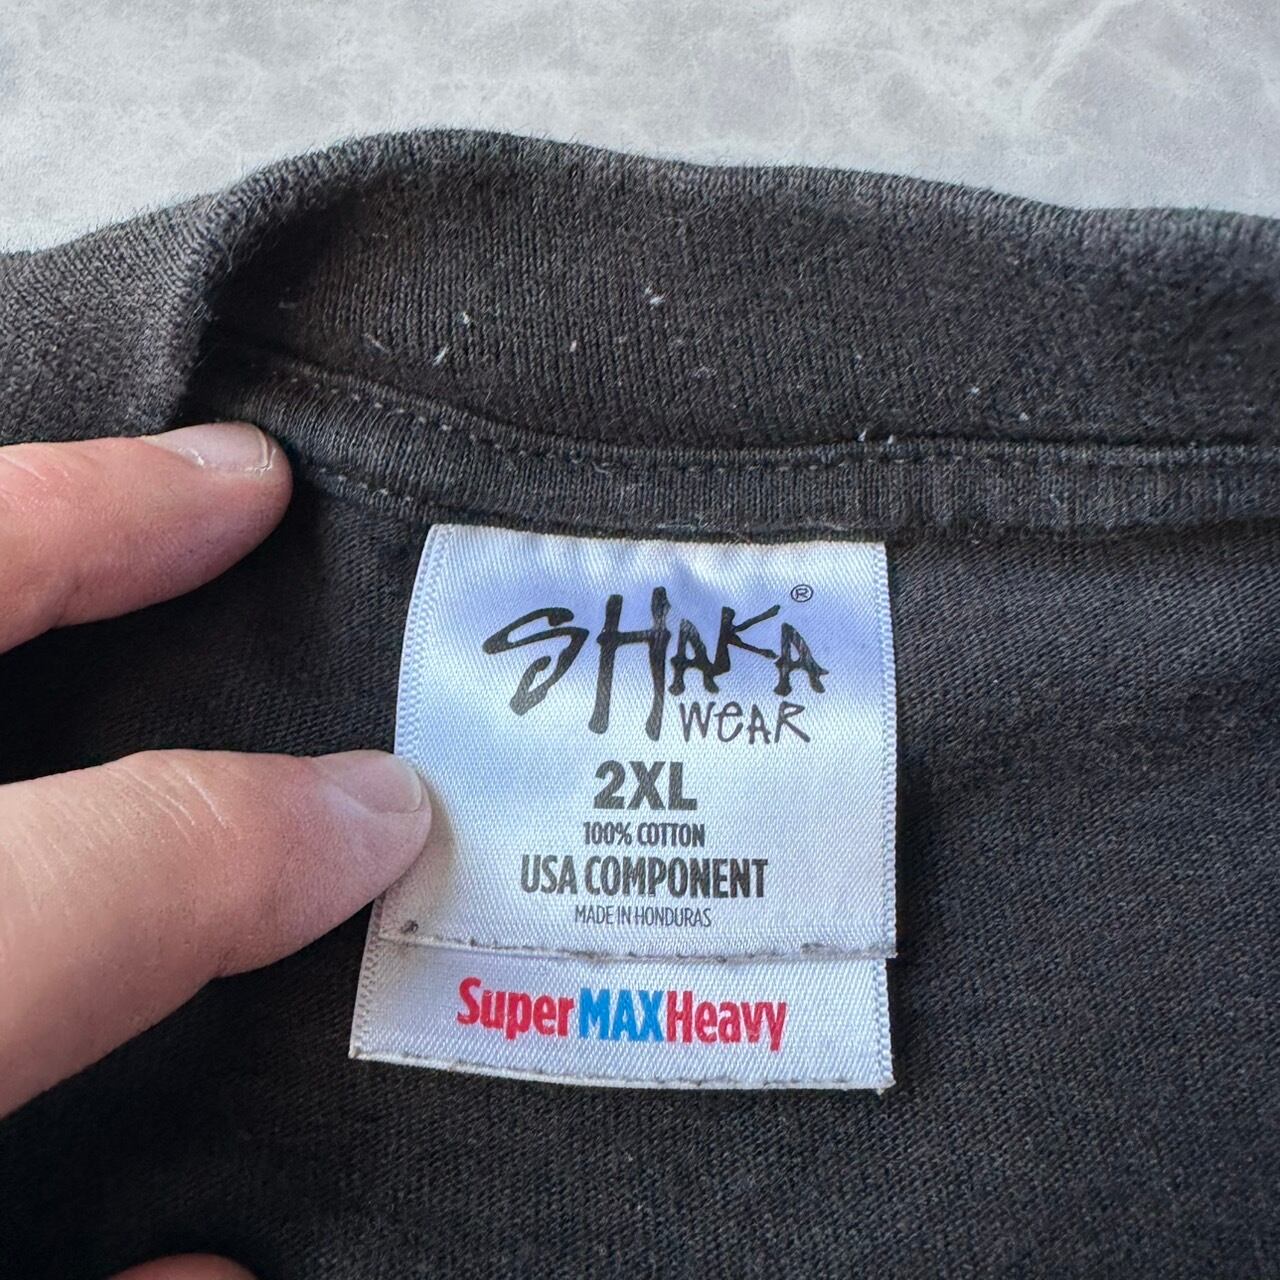 SHAKA®
WEAR
2XL
100% COTTON
USA COMPONENT
MADE IN HONDURAS
SuperMAXHeavy